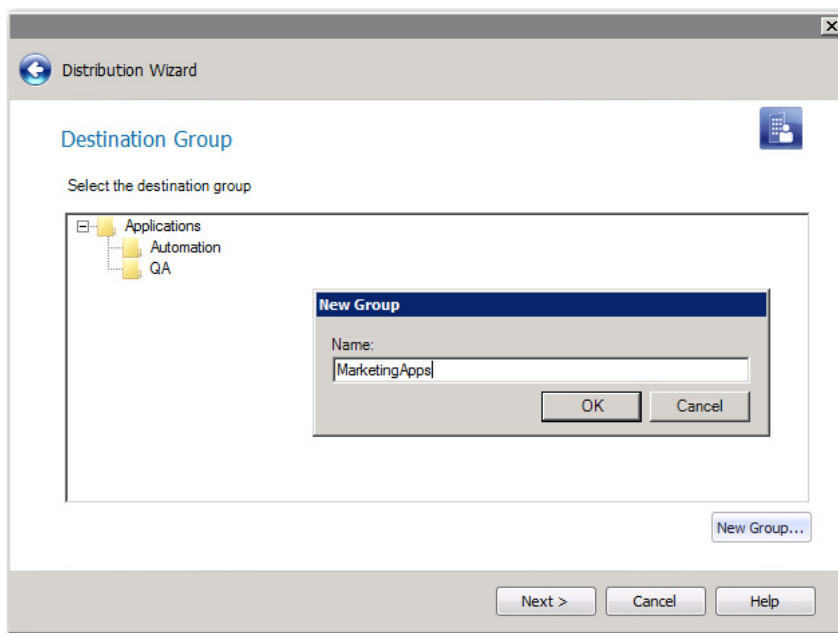 Distribution Wizard
Destination Group
Select the destination group
Applications
Automation
QA
New Group
Name:
MarketingApps
OK Cancel
New Group...
Next > Cancel Help